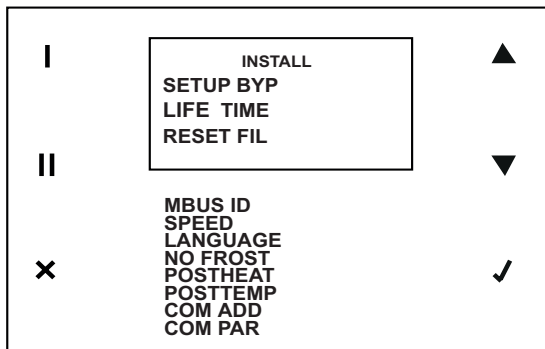 I
INSTALL
SETUP BYP
LIFE TIME
RESET FIL
II
MBUS ID
SPEED
LANGUAGE
NO FROST
POSTHEAT
POSTTEMP
COM ADD
COM PAR